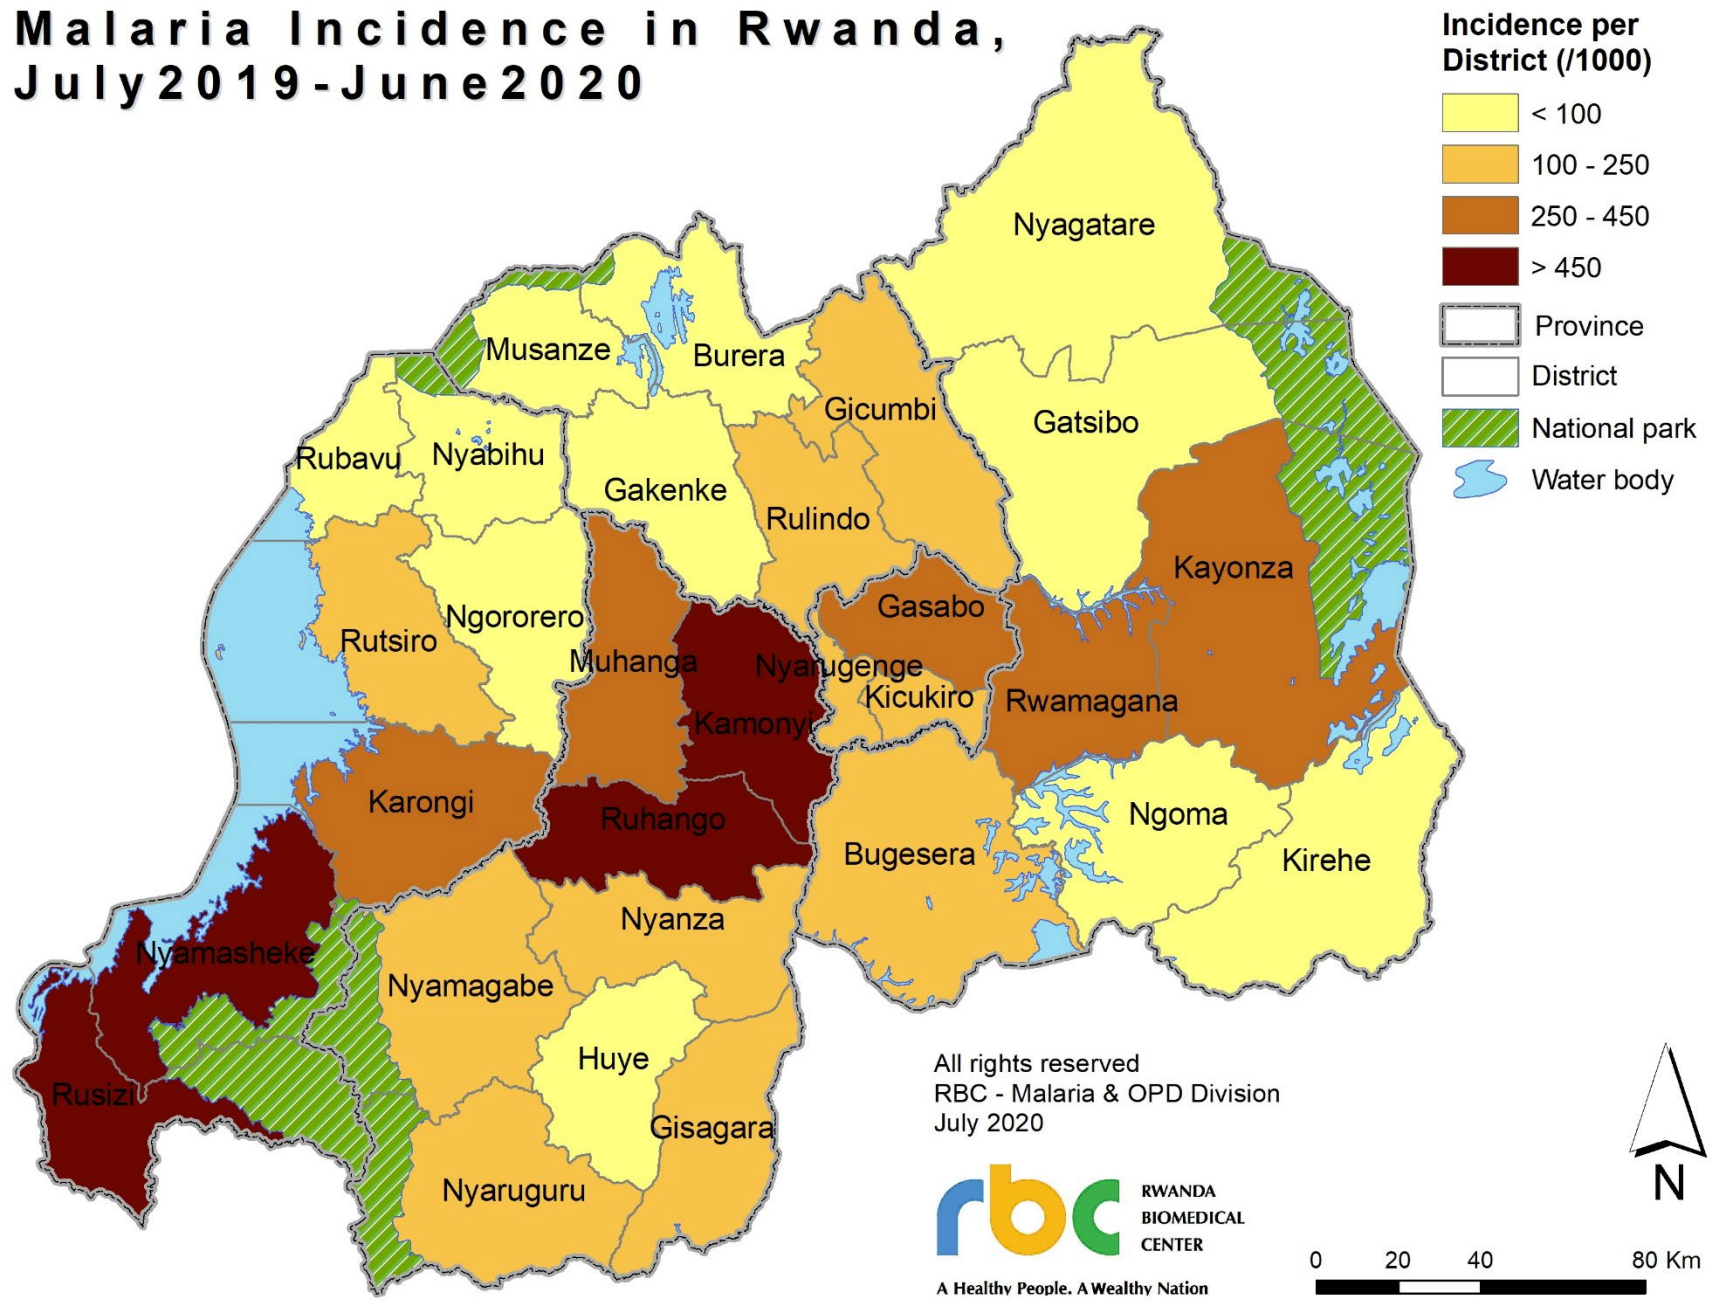 Malaria Incidence in Rwanda,
July2019-June2020
Incidence per
District (/1000)
< 100
100 - 250
250 - 450
> 450
Province
District
National park
Water body
Nyagatare
Musanze
Burera
Gicumbi
Gatsibo
Rubavu
Nyabihu
Gakenke
Rulindo
Kayonza
Gasabo
Ngororero
Rutsiro
Muhanga
Nyarugenge
Kicukiro
Rwamagana
Kamonyi
Karongi
Ruhango
Ngoma
Bugesera
Kirehe
Nyanza
Nyamasheke
Nyamagabe
Huye
Rusizi
Gisagara
Nyaruguru
All rights reserved
RBC - Malaria & OPD Division
July 2020
rbc
RWANDA
BIOMEDICAL
CENTER
A Healthy People. A Wealthy Nation
N
0 20 40 80 Km